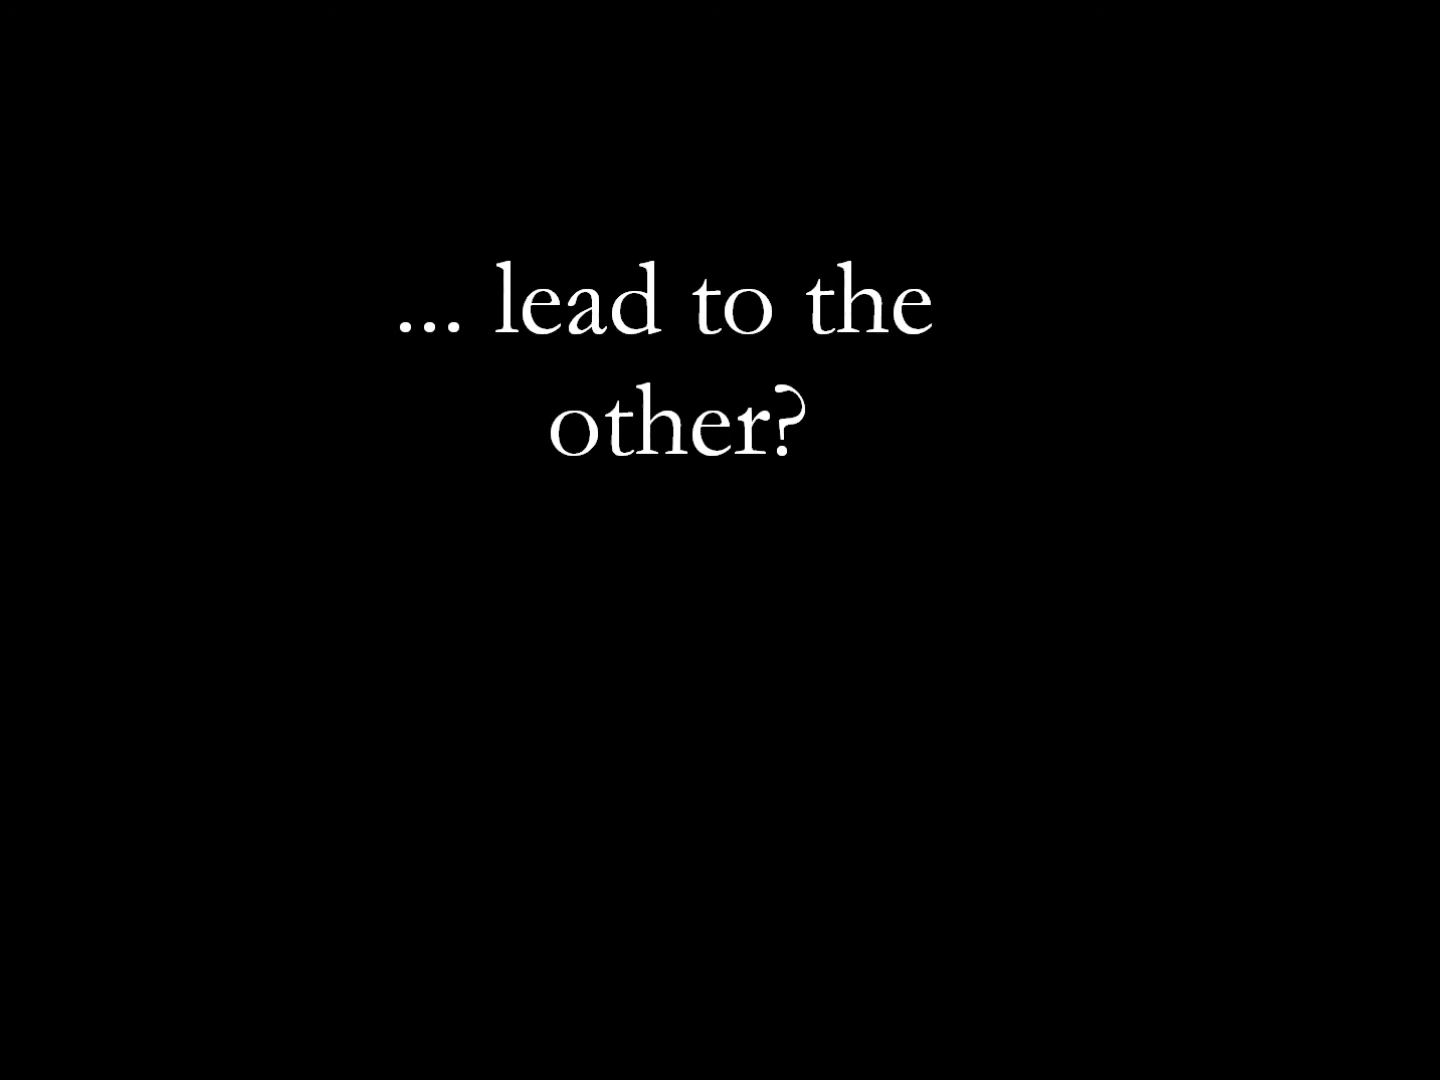 ... lead to the
other?